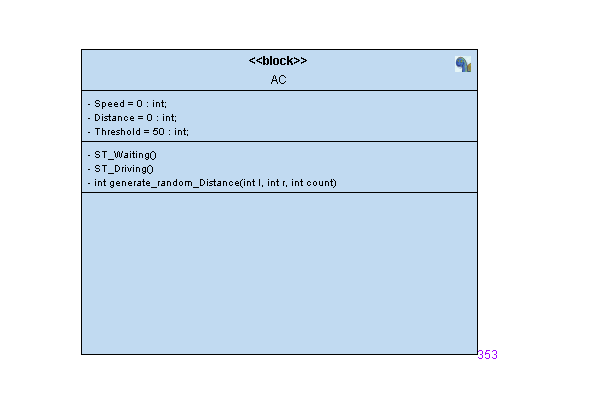 <<block>>
AC
- Speed = 0 : int;
- Distance = 0 : int;
- Threshold = 50 : int;
- ST_Waiting()
- ST_Driving()
- int generate_random_Distance(int l, int r, int count)
353